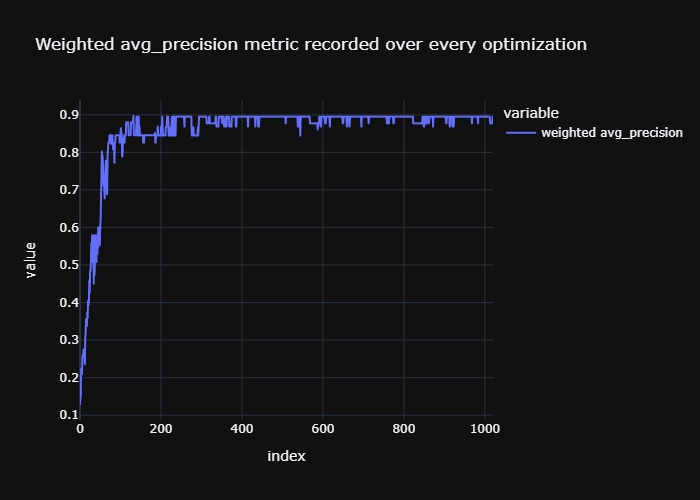 Weighted avg_precision metric recorded over every optimization
variable
weighted avg_precision
value
0.9
0.8
0.7
0.6
0.5
0.4
0.3
0.2
0.1
0 200 400 600 800 1000
index